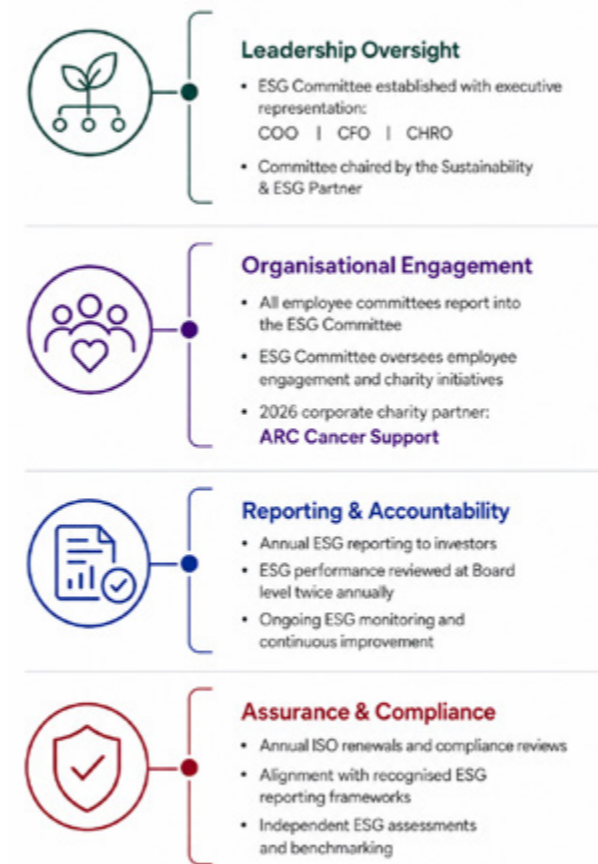 Leadership Oversight
• ESG Committee established with executive
representation:
COO | CFO | CHRO
• Committee chaired by the Sustainability
& ESG Partner
Organisational Engagement
• All employee committees report into
the ESG Committee
• ESG Committee oversees employee
engagement and charity initiatives
• 2026 corporate charity partner:
ARC Cancer Support
Reporting & Accountability
• Annual ESG reporting to investors
• ESG performance reviewed at Board
level twice annually
• Ongoing ESG monitoring and
continuous improvement
Assurance & Compliance
• Annual ISO renewals and compliance reviews
• Alignment with recognised ESG
reporting frameworks
• Independent ESG assessments
and benchmarking